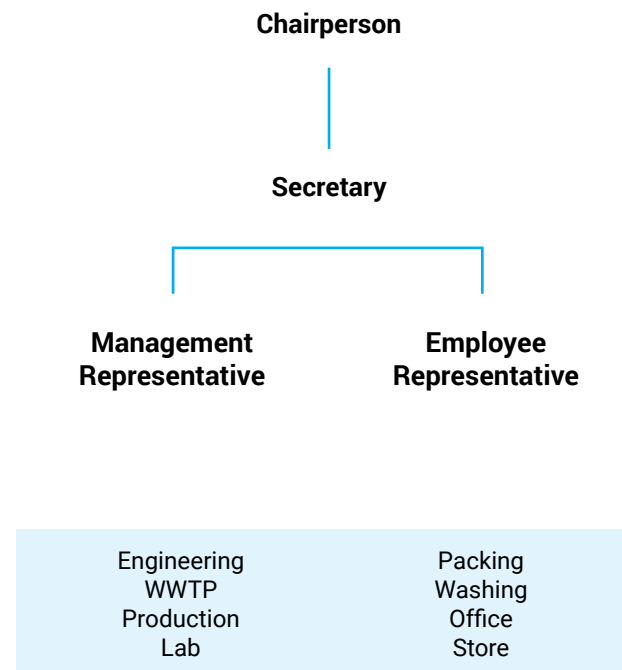 Chairperson
Secretary
Management
Representative
Employee
Representative
Engineering
WWTP
Production
Lab
Packing
Washing
Office
Store